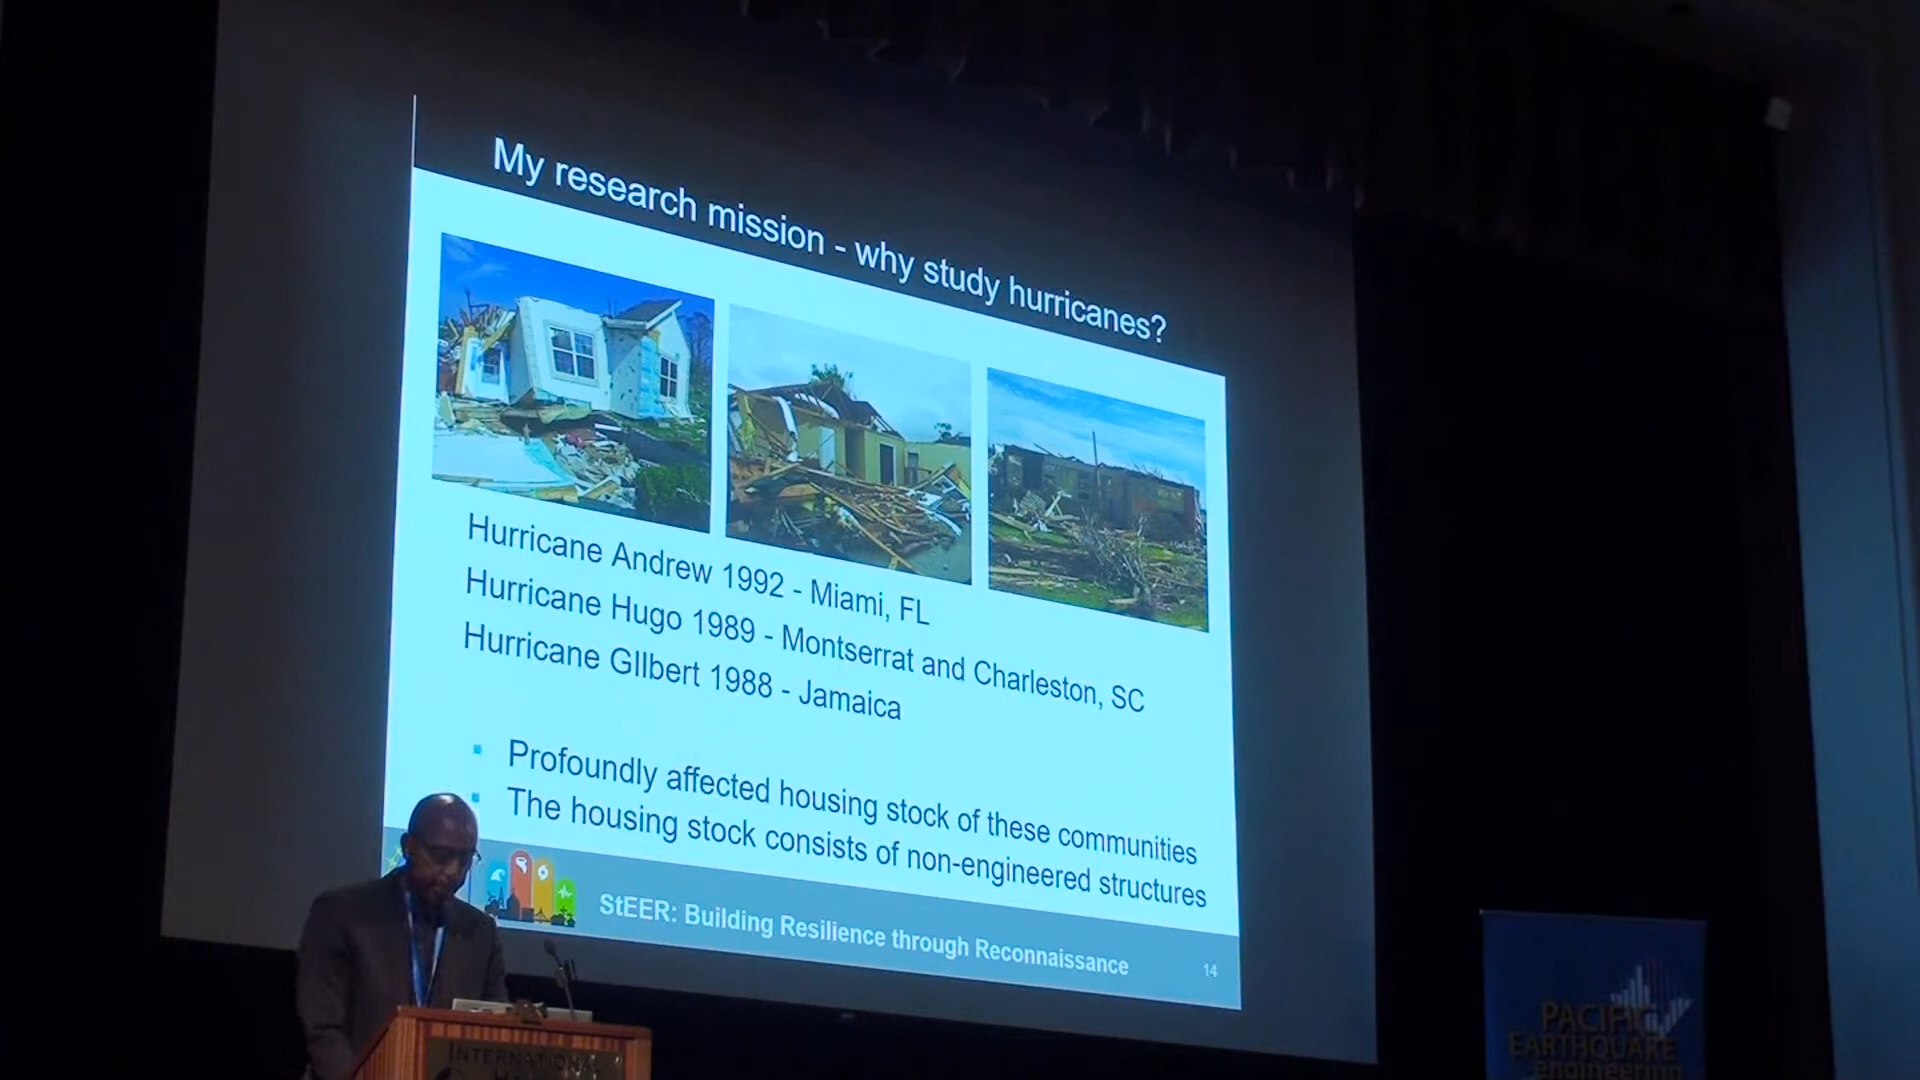 My research mission - why study hurricanes?
Hurricane Andrew 1992 - Miami, FL
Hurricane Hugo 1989 - Montserrat and Charleston, SC
Hurricane GIlbert 1988 - Jamaica
Profoundly affected housing stock of these communities
The housing stock consists of non-engineered structures
StEER: Building Resilience through Reconnaissance
14
INTERNATIONAL
PACIFIC
EARTHQUAKE
engineering